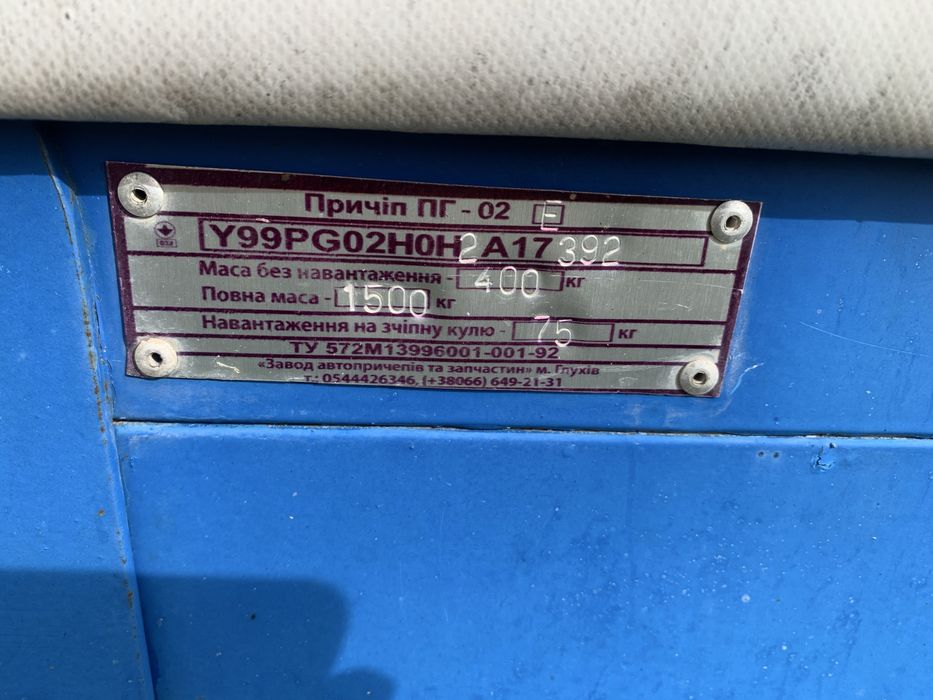 Причіп ПГ - 02 E
Y99PG02H0H2A17392
Маса без навантаження - 400 кг
Повна маса - 1500 кг
Навантаження на зчіпну кулю - 75 кг
ТУ 572М13996001-001-92
«Завод автопричепів та запчастин» м. Глухів
т.: 0544426346, (+38066) 649-21-31